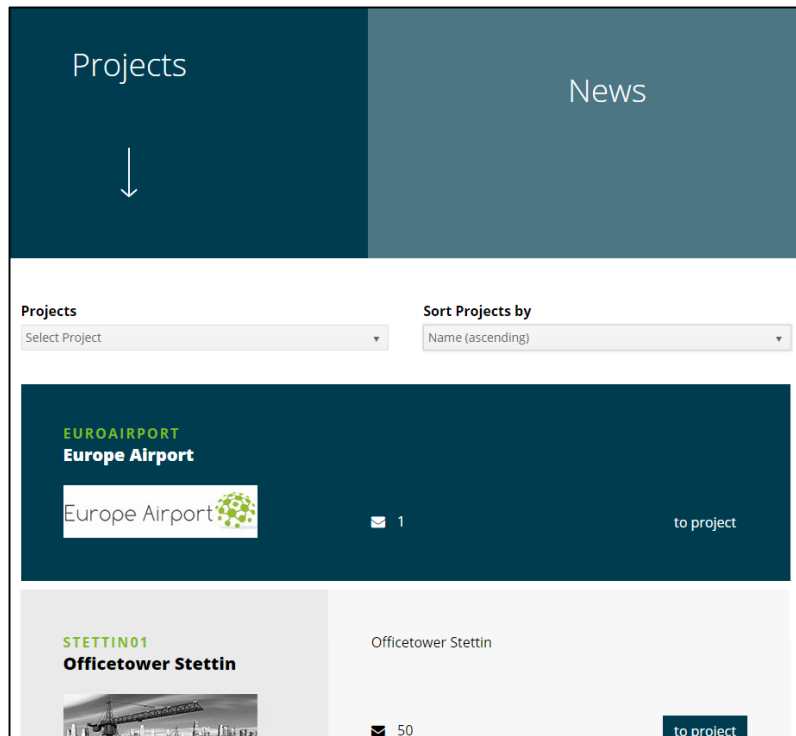 Projects
News
Projects
Sort Projects by
Select Project
Name (ascending)
EUROAIRPORT
Europe Airport
Europe Airport
1
to project
STETTIN01
Officetower Stettin
Officetower Stettin
50
to project